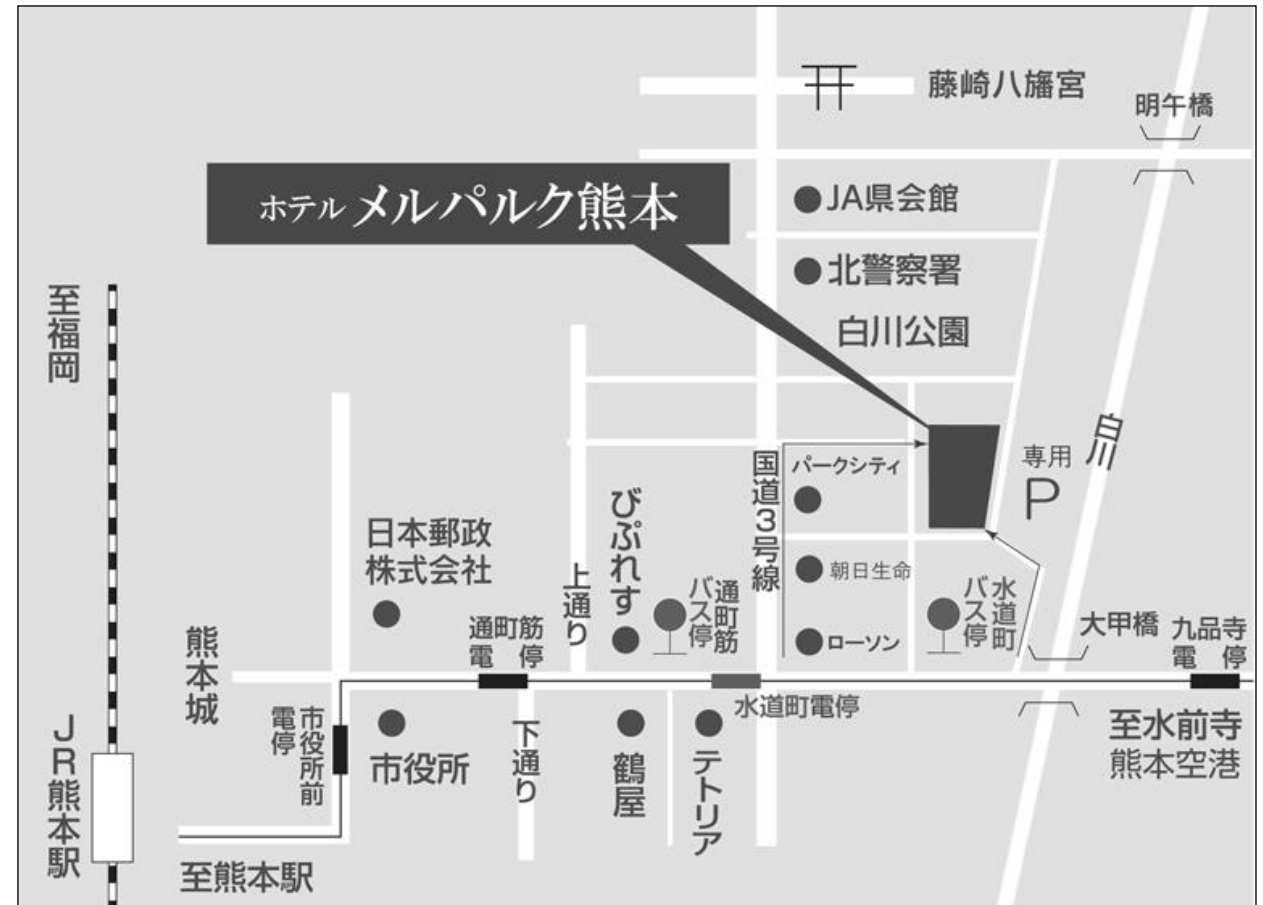 藤崎八旛宮
明午橋
ホテル メルパルク熊本
JA県会館
北警察署
白川公園
至福岡
白川
専用
P
国道3号線
パークシティ
びぷれす
日本郵政
株式会社
上通り
朝日生命
通町筋
バス停
水道町
バス停
大甲橋
九品寺
電停
通町筋
電停
ローソン
熊本城
水道町電停
市役所前
電停
市役所
下通り
鶴屋
テトリア
至水前寺
熊本空港
JR熊本駅
至熊本駅